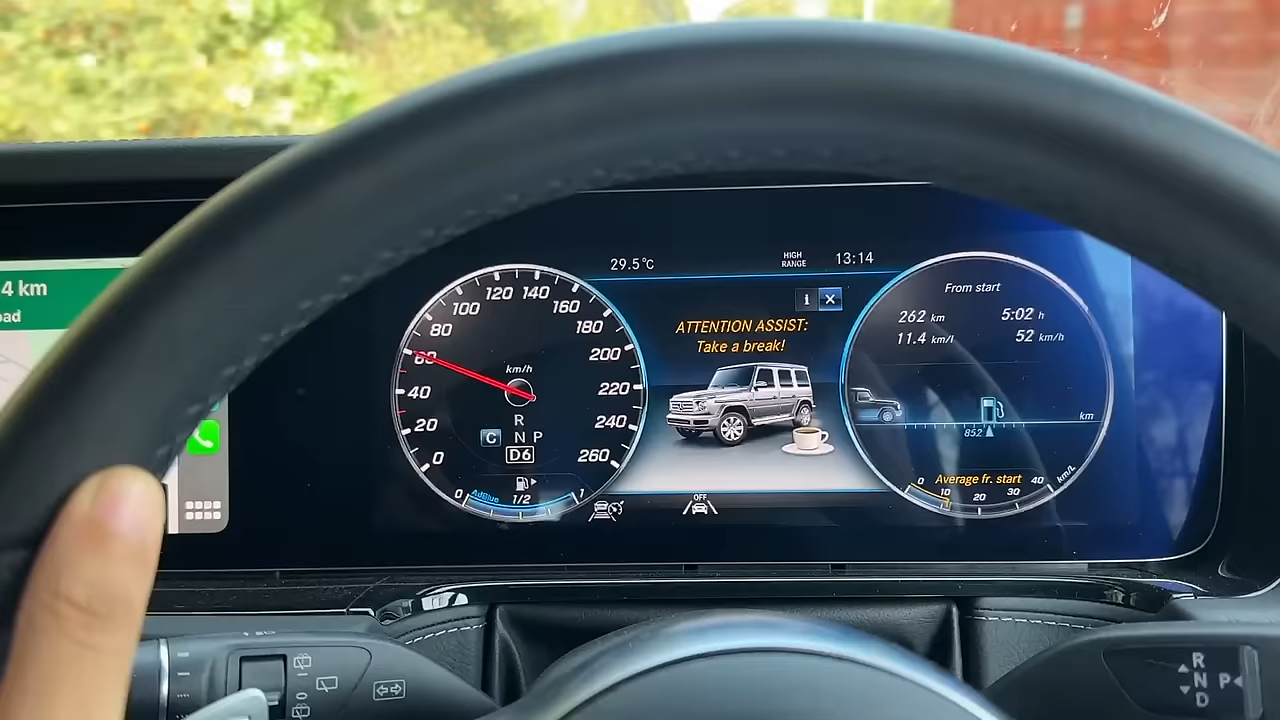 4 km
ad
29.5°C
HIGH
RANGE
13:14
i
ATTENTION ASSIST:
Take a break!
From start
262 km 5:02 h
11.4 km/l 52 km/h
852
km
Average fr. start
0 10 20 30 40
km/L
0 20 40 60 80 100 120 140 160 180 200 220 240 260
km/h
R
C N P
D6
AdBlue
0 1/2 1
OFF
R
N P
D